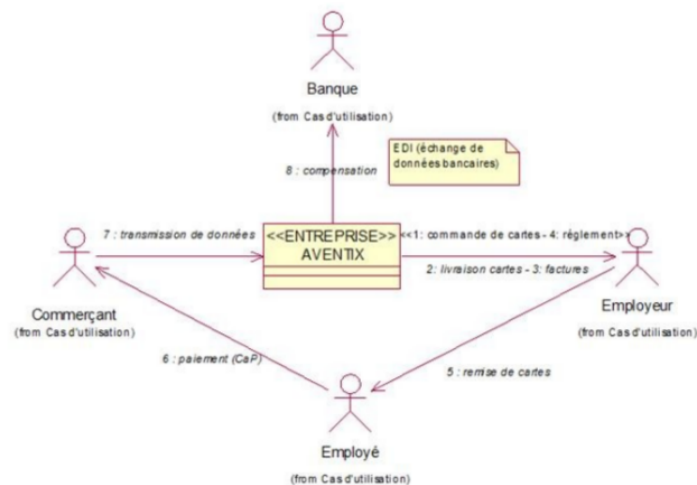 Banque
(from Cas d'utilisation)
EDI (échange de
données bancaires)
8 : compensation
7 : transmission de données
<<ENTREPRISE>>
AVENTIX
<<1: commande de cartes - 4: réglement>>
2: livraison cartes - 3: factures
Commerçant
(from Cas d'utilisation)
Employeur
(from Cas d'utilisation)
6 : paiement (CaP)
5 : remise de cartes
Employé
(from Cas d'utilisation)